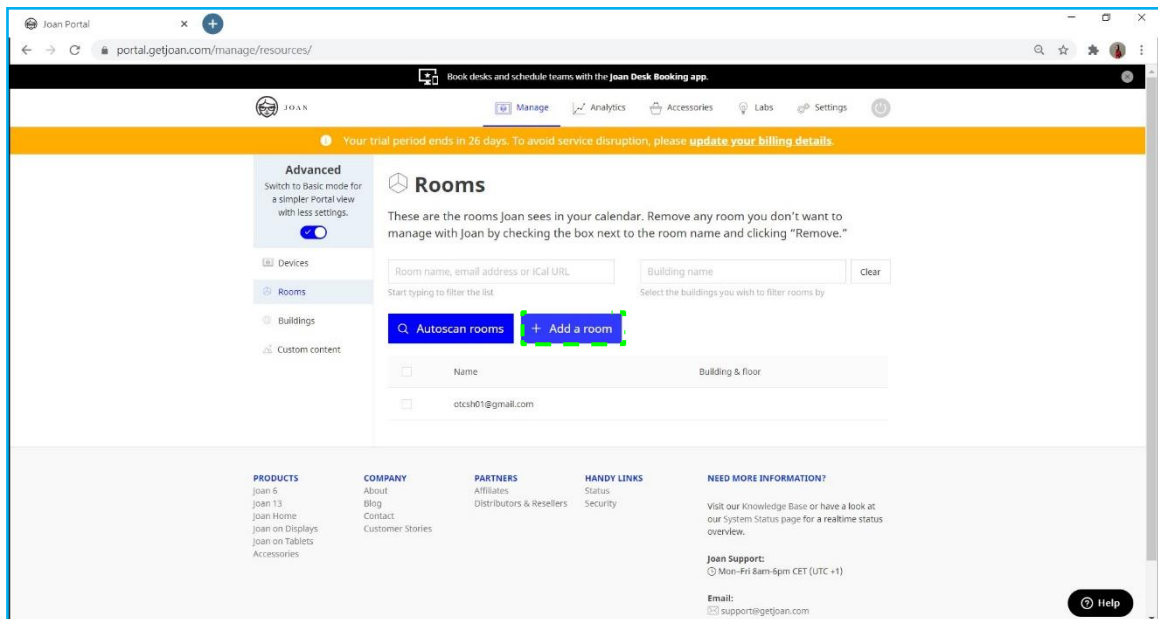 Joan Portal
portal.getjoan.com/manage/resources/
Book desks and schedule teams with the Joan Desk Booking app.
JOAN
Manage
Analytics
Accessories
Labs
Settings
Your trial period ends in 26 days. To avoid service disruption, please update your billing details.
Advanced
Switch to Basic mode for
a simpler Portal view
with less settings.
Devices
Rooms
Buildings
Custom content
Rooms
These are the rooms Joan sees in your calendar. Remove any room you don't want to
manage with Joan by checking the box next to the room name and clicking “Remove.”
Room name, email address or iCal URL
Building name
Clear
Start typing to filter the list
Select the buildings you wish to filter rooms by
Autoscan rooms
+ Add a room
Name
Building & floor
otcsh01@gmail.com
PRODUCTS
Joan 6
Joan 13
Joan Home
Joan on Displays
Joan on Tablets
Accessories
COMPANY
About
Blog
Contact
Customer Stories
PARTNERS
Affiliates
Distributors & Resellers
HANDY LINKS
Status
Security
NEED MORE INFORMATION?
Visit our Knowledge Base or have a look at
our System Status page for a realtime status
overview.
Joan Support:
Mon–Fri 8am-6pm CET (UTC +1)
Email:
support@getjoan.com
Help